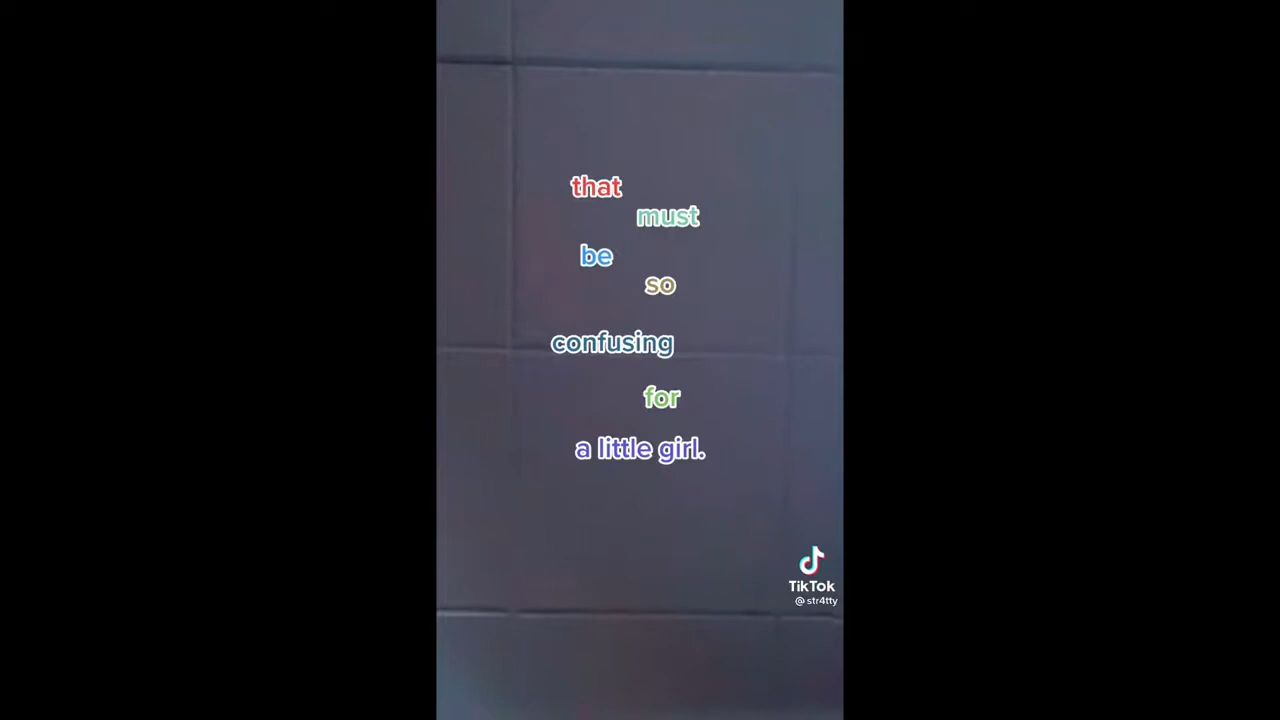 that
must
be
so
confusing
for
a little girl.
TikTok
@str4tty